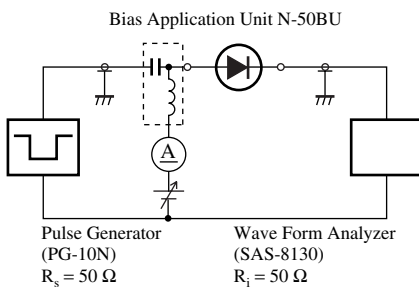 Bias Application Unit N-50BU
A
Pulse Generator
(PG-10N)
Rs = 50 Ω
Wave Form Analyzer
(SAS-8130)
Ri = 50 Ω